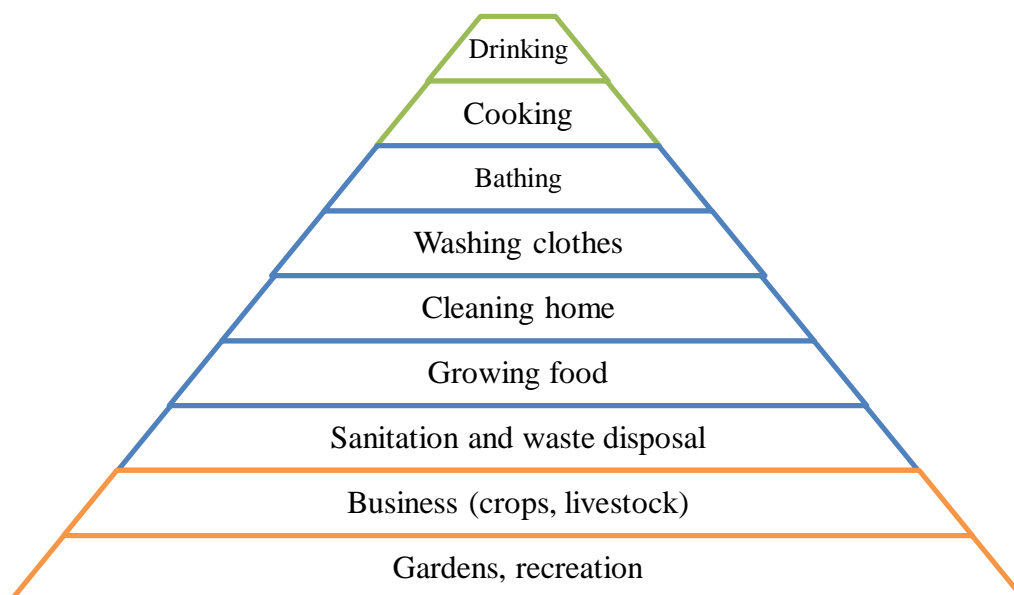 Drinking
Cooking
Bathing
Washing clothes
Cleaning home
Growing food
Sanitation and waste disposal
Business (crops, livestock)
Gardens, recreation